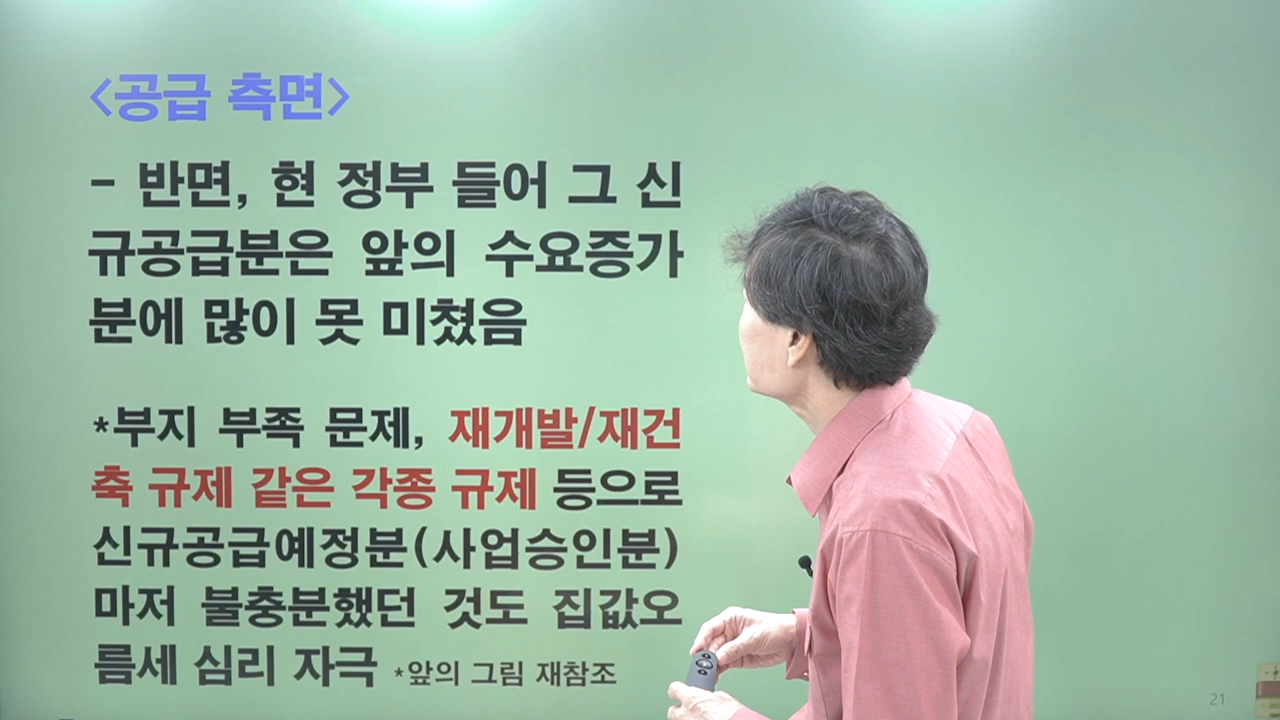 <공급 측면>
- 반면, 현 정부 들어 그 신
규공급분은 앞의 수요증가
분에 많이 못 미쳤음
*부지 부족 문제, 재개발/재건
축 규제 같은 각종 규제 등으로
신규공급예정분(사업승인분)
마저 불충분했던 것도 집값오
름세 심리 자극 *앞의 그림 재참조
21